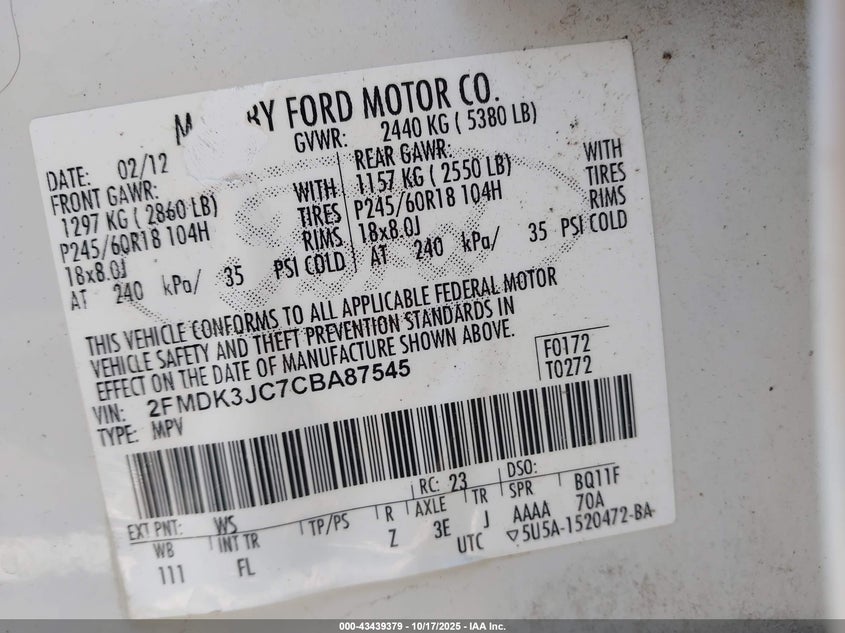 BY FORD MOTOR CO.
DATE: 02/12
GVWR: 2440 KG ( 5380 LB)
FRONT GAWR:
1297 KG ( 2860 LB)
P245/60R18 104H
18x8.0J
AT 240 kPa/ 35 PSI COLD
WITH
TIRES
RIMS
REAR GAWR:
1157 KG ( 2550 LB)
P245/60R18 104H
18x8.0J
AT 240 kPa/ 35 PSI COLD
WITH
TIRES
RIMS
THIS VEHICLE CONFORMS TO ALL APPLICABLE FEDERAL MOTOR
VEHICLE SAFETY AND THEFT PREVENTION STANDARDS IN
EFFECT ON THE DATE OF MANUFACTURE SHOWN ABOVE.
VIN: 2FMDK3JC7CBA87545
TYPE: MPV
F0172
T0272
RC: 23 DSO:
EXT PNT: WS BQ11F
WB INT TR TP/PS R AXLE TR SPR
111 FL Z 3E J AAAA 70A
UTC ▽5U5A-1520472-BA
000-43439379 - 10/17/2025 - IAA Inc.